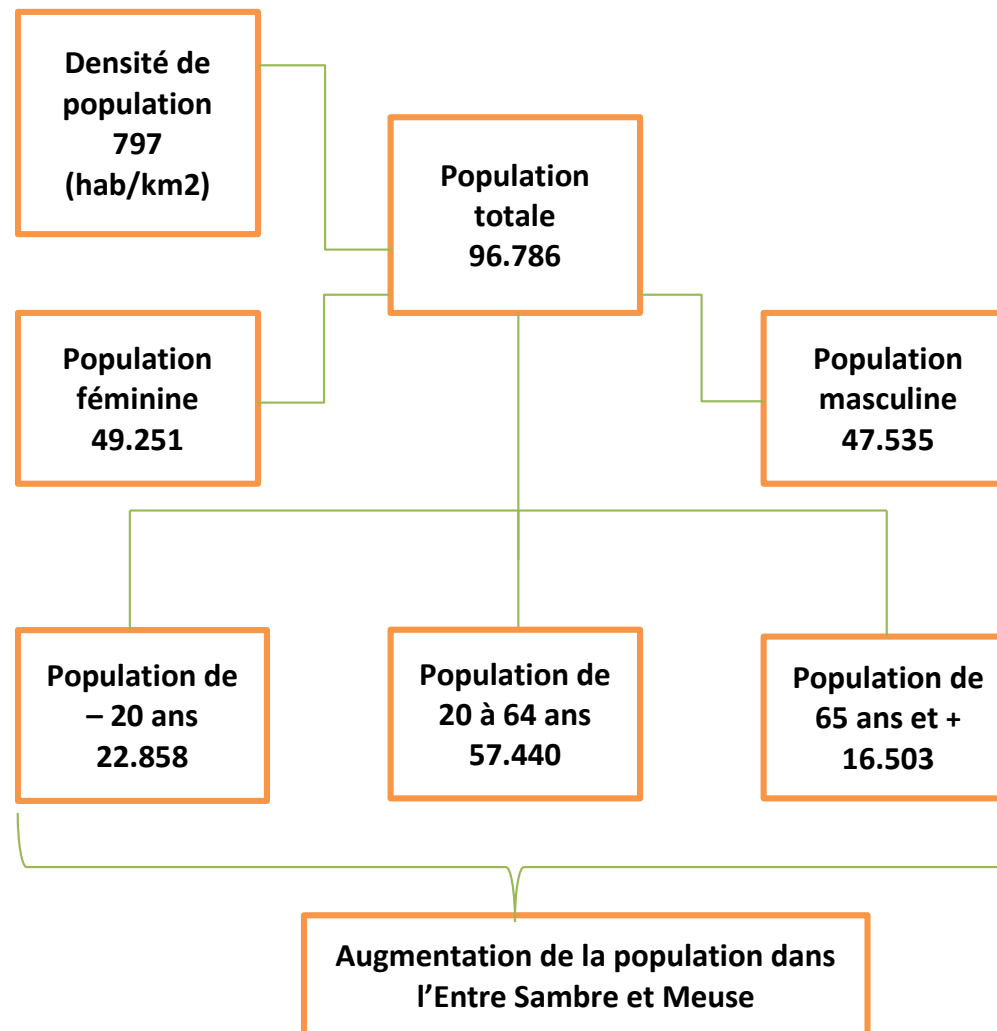 Densité de
population
797
(hab/km2)
Population
totale
96.786
Population
féminine
49.251
Population
masculine
47.535
Population de
– 20 ans
22.858
Population de
20 à 64 ans
57.440
Population de
65 ans et +
16.503
Augmentation de la population dans
l’Entre Sambre et Meuse